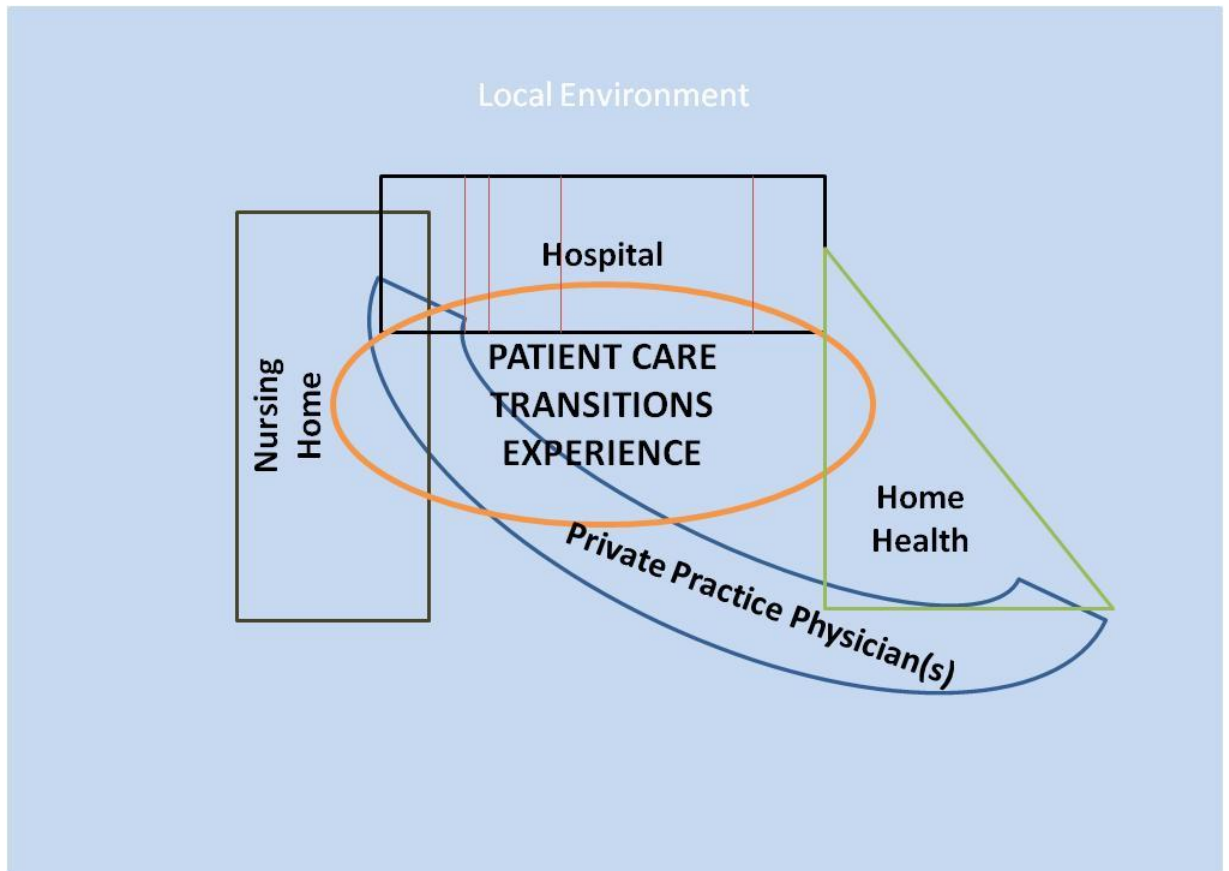 Local Environment
Hospital
PATIENT CARE
TRANSITIONS
EXPERIENCE
Nursing
Home
Home
Health
Private Practice Physician(s)